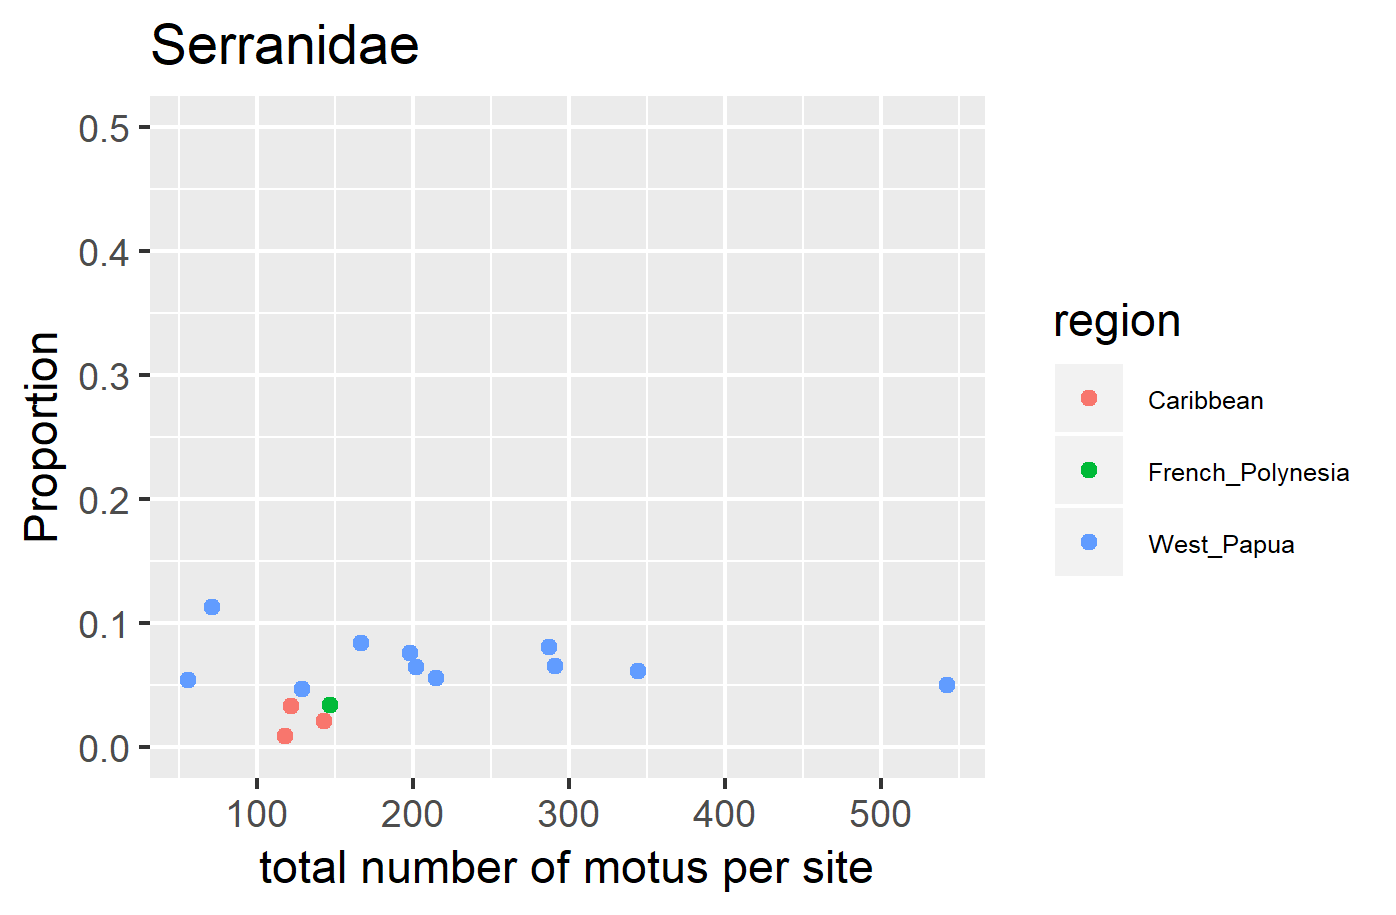 Serranidae
0.5
0.4
0.3
0.2
0.1
0.0
Proportion
100 200 300 400 500
total number of motus per site
region
Caribbean
French_Polynesia
West_Papua